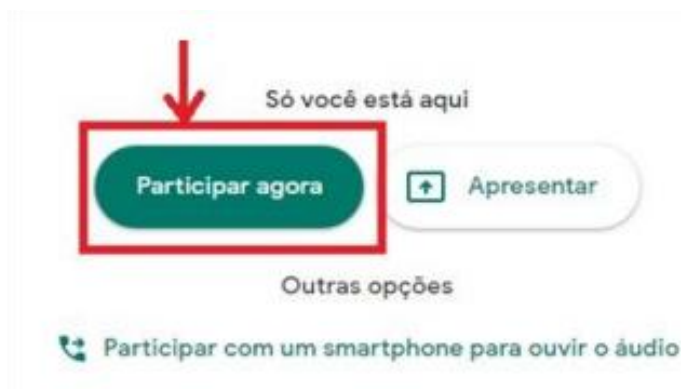 Só você está aqui
Participar agora
Apresentar
Outras opções
Participar com um smartphone para ouvir o áudio